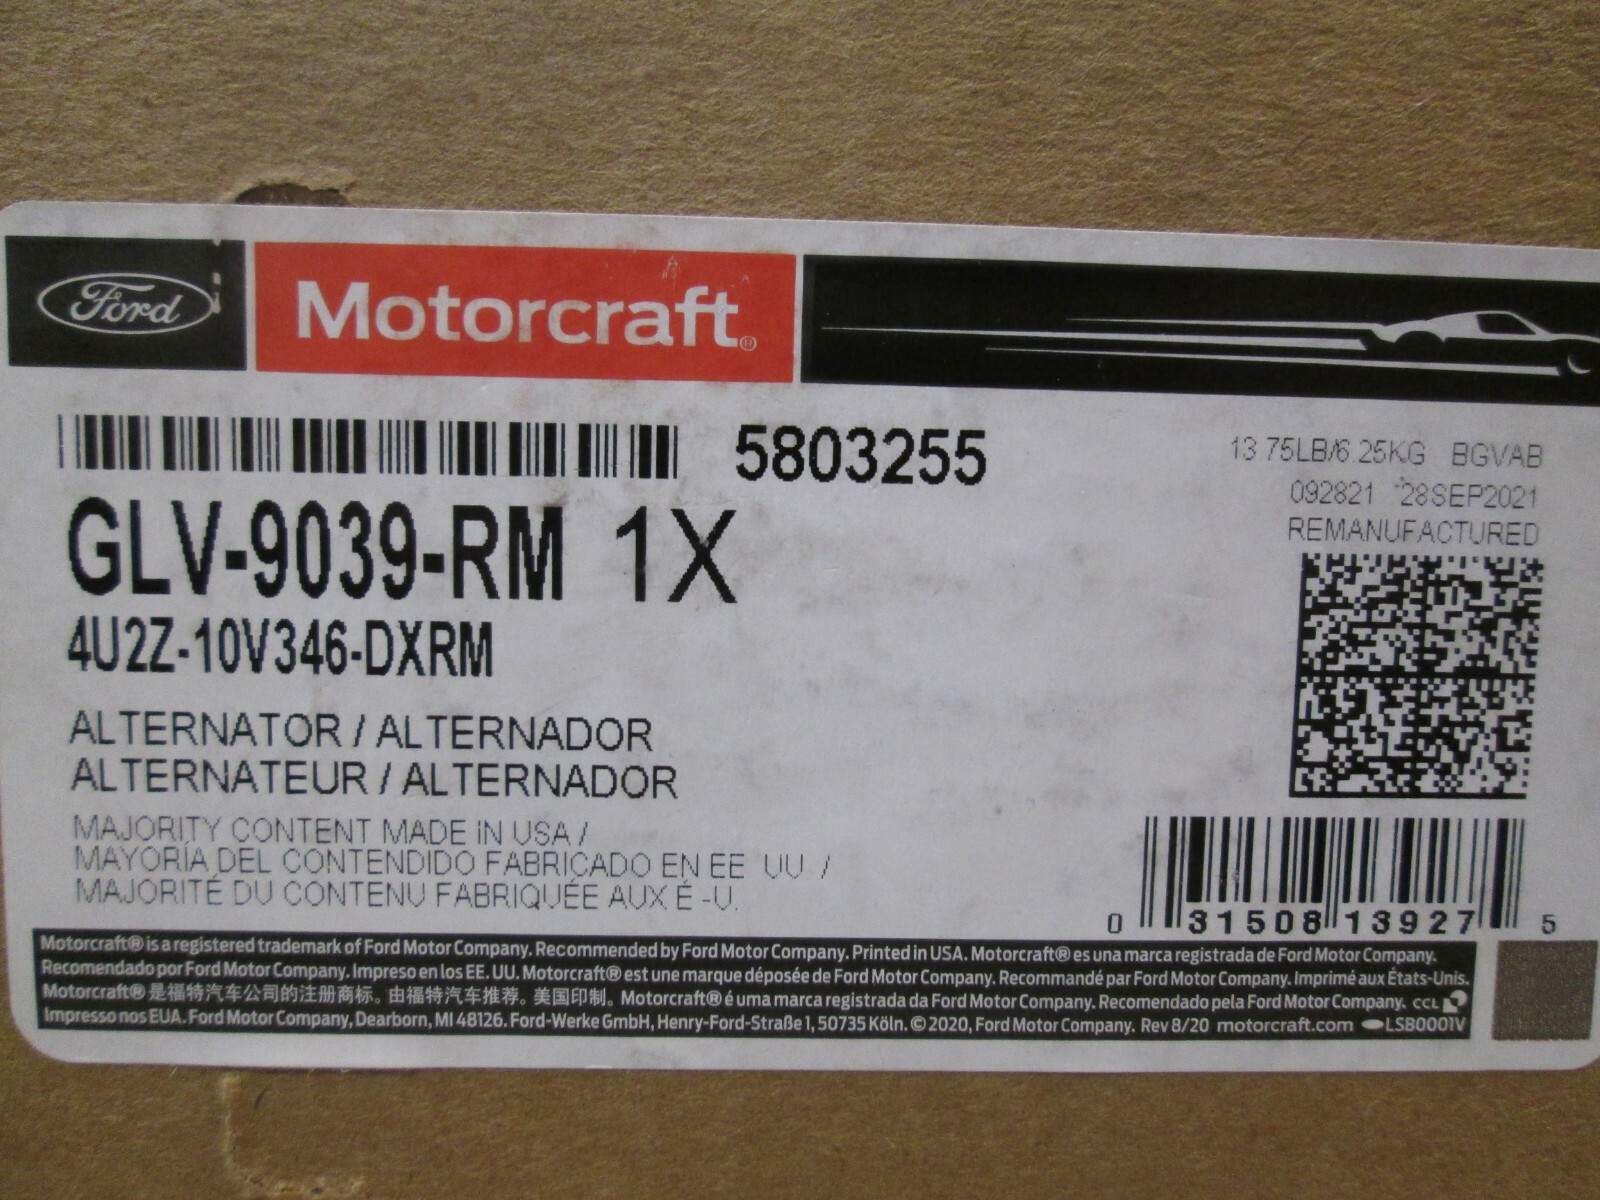 Ford
Motorcraft®
5803255
13.75LB/6.25KG BGVAB
092821 28SEP2021
REMANUFACTURED
GLV-9039-RM 1X
4U2Z-10V346-DXRM
ALTERNATOR / ALTERNADOR
ALTERNATEUR / ALTERNADOR
MAJORITY CONTENT MADE IN USA /
MAYORÍA DEL CONTENIDO FABRICADO EN EE. UU. /
MAJORITÉ DU CONTENU FABRIQUÉE AUX É.-U.
0 31508 13927 5
Motorcraft® is a registered trademark of Ford Motor Company. Recommended by Ford Motor Company. Printed in USA. Motorcraft® es una marca registrada de Ford Motor Company.
Recomendado por Ford Motor Company. Impreso en los EE. UU. Motorcraft® est une marque déposée de Ford Motor Company. Recommandé par Ford Motor Company. Imprimé aux États-Unis.
Motorcraft® 是福特汽车公司的注册商标。由福特汽车推荐。美国印制。Motorcraft® é uma marca registrada da Ford Motor Company. Recomendado pela Ford Motor Company. CCL
Impresso nos EUA. Ford Motor Company, Dearborn, MI 48126. Ford-Werke GmbH, Henry-Ford-Straße 1, 50735 Köln. © 2020, Ford Motor Company. Rev 8/20 motorcraft.com LSB0001V